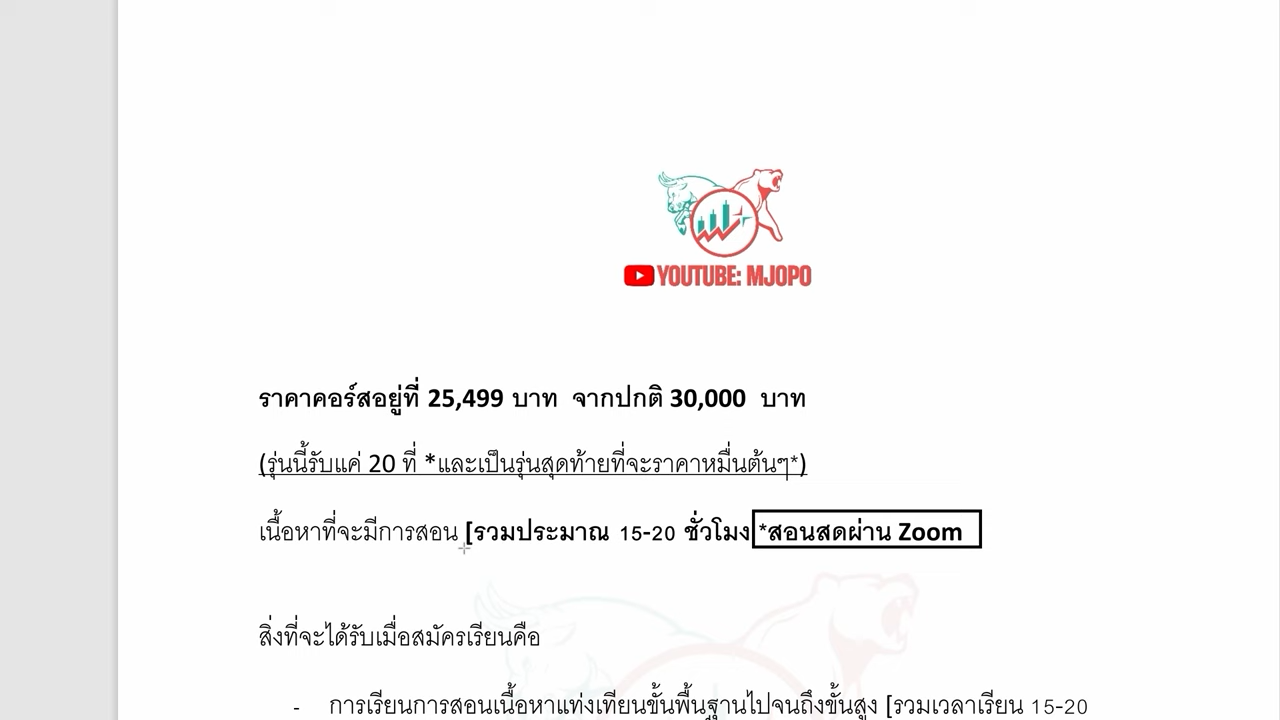 YOUTUBE: MJOPO
ราคาคอร์สอยู่ที่ 25,499 บาท จากปกติ 30,000 บาท
(รุ่นนี้รับแค่ 20 ที่ *และเป็นรุ่นสุดท้ายที่จะราคาหมื่นต้นๆ*)
เนื้อหาที่จะมีการสอน [รวมประมาณ 15-20 ชั่วโมง *สอนสดผ่าน Zoom
สิ่งที่จะได้รับเมื่อสมัครเรียนคือ
- การเรียนการสอนเนื้อหาแท่งเทียนขั้นพื้นฐานไปจนถึงขั้นสูง [รวมเวลาเรียน 15-20